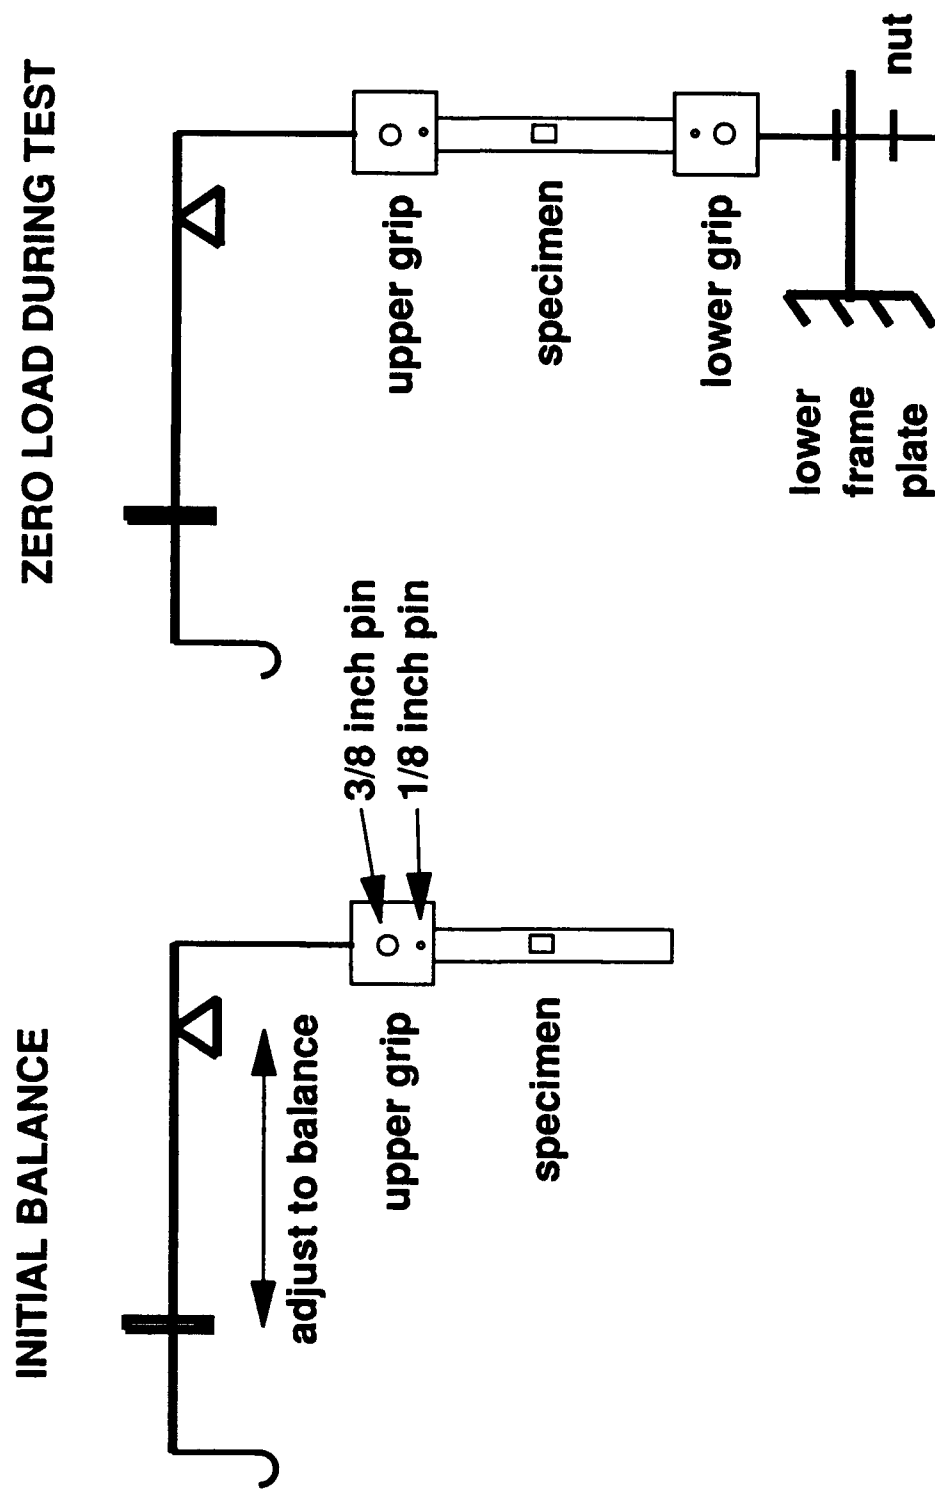 INITIAL BALANCE
adjust to balance
upper grip
specimen
3/8 inch pin
1/8 inch pin
ZERO LOAD DURING TEST
upper grip
specimen
lower grip
lower
frame
plate
nut